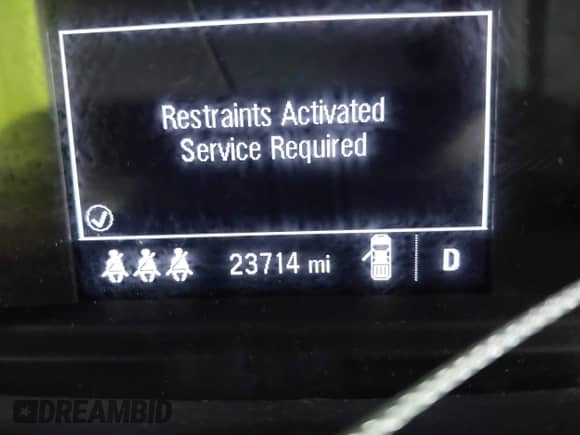 Restraints Activated
Service Required
23714 mi
D
DREAMBID